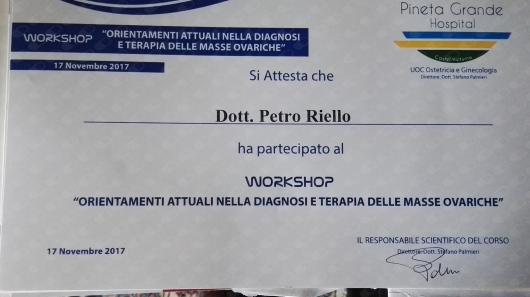 WORKSHOP "ORIENTAMENTI ATTUALI NELLA DIAGNOSI
E TERAPIA DELLE MASSE OVARICHE"
17 Novembre 2017
Pineta Grande
Hospital
UOC Ostetricia e Ginecologia
Direttore: Dott. Stefano Palmieri
Si Attesta che
Dott. Petro Riello
ha partecipato al
WORKSHOP
"ORIENTAMENTI ATTUALI NELLA DIAGNOSI E TERAPIA DELLE MASSE OVARICHE"
17 Novembre 2017
IL RESPONSABILE SCIENTIFICO DEL CORSO
Direttore: Dott. Stefano Palmieri